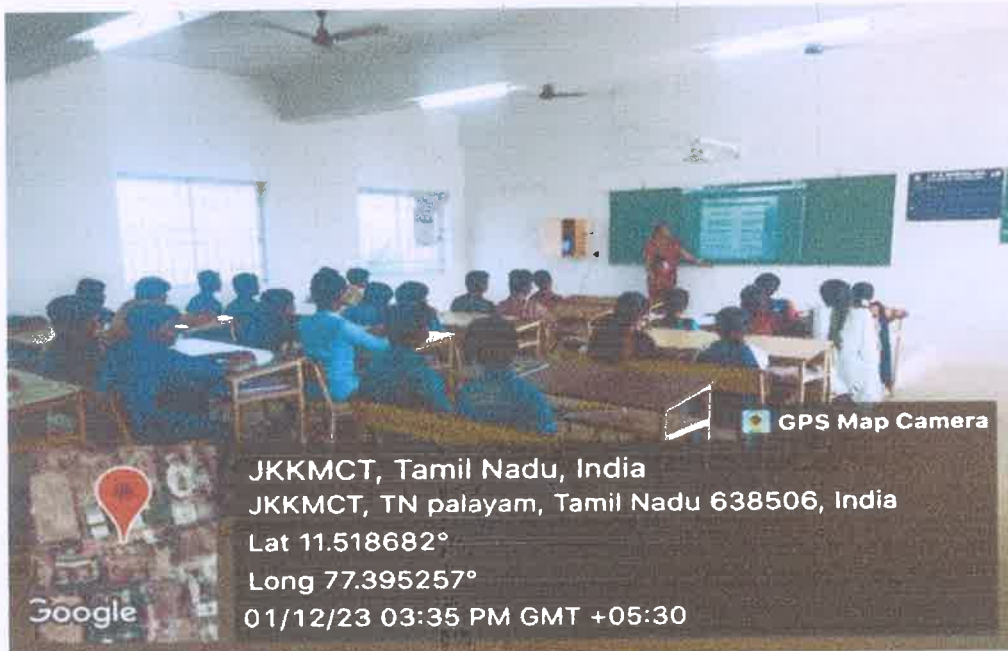 GPS Map Camera
JKKMCT, Tamil Nadu, India
JKKMCT, TN palayam, Tamil Nadu 638506, India
Lat 11.518682°
Long 77.395257°
01/12/23 03:35 PM GMT +05:30
Google